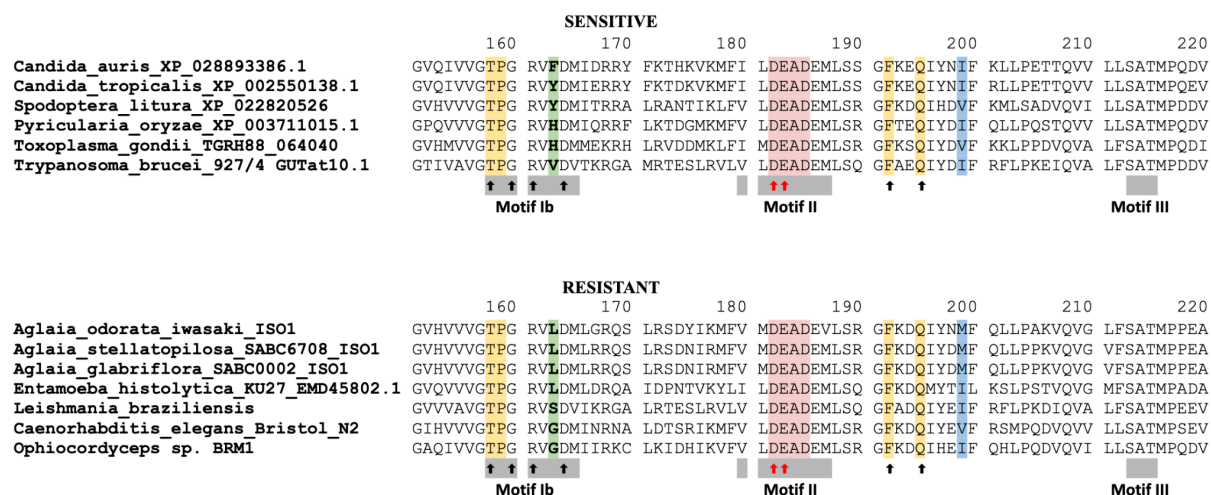 SENSITIVE
160 170 180 190 200 210 220
Candida_auris_XP_028893386.1 GVQIVVGTPG RVFDMIDRRY FKTHKVKMFI LDEADEMLSS GFKEQIYNIF KLLPETTQVV LLSATMPQDV
Candida_tropicalis_XP_002550138.1 GVQIVVGTPG RVYDMIERRY FKTDKVKMFI LDEADEMLSS GFKEQIYNIF RLLPETTQVV LLSATMPQEV
Spodoptera_litura_XP_022820526 GVHVVVGTPG RVYDMITRRA LRANTIKLFV LDEADEMLSR GFKDQIHDVF KMLSADVQVI LLSATMPDDV
Pyricularia_oryzae_XP_003711015.1 GPQVVVGTPG RVHDMIQRRF LKTDGMKMFV LDEADEMLSR GFTEQIYDIF QLLPQSTQVV LLSATMPQDV
Toxoplasma_gondii_TGRH88_064040 GVHMVVGTPG RVHDMMEKRH LRVDDMKLFI LDEADEMLSR GFKSQIYDVF KKLPPDVQVA LFSATMPQDI
Trypanosoma_brucei_927/4_GUTat10.1 GTIVAVGTPG RVVDVTKRGA MRTESLRVLV LDEADEMLSQ GFAEQIYDIF RFLPKEIQVA LFSATMPDDV
Motif Ib Motif II Motif III
RESISTANT
160 170 180 190 200 210 220
Aglaia_odorata_iwasaki_ISO1 GVHVVVGTPG RVLDMLGRQS LRSDYIKMFV MDEADEVLSR GFKDQIYNMF QLLPAKVQVG LFSATMPPEA
Aglaia_stellatopilosa_SABC6708_ISO1 GVHVVVGTPG RVLDMLRRQS LRSDNIRMFV MDEADEMLSR GFKDQIYDMF QLLPPKVQVG VFSATMPPEA
Aglaia_glabriflora_SABC0002_ISO1 GVHVVVGTPG RVLDMLRRQS LRSDNIRMFV MDEADEMLSR GFKDQIYDMF QLLPPKVQVG VFSATMPPEA
Entamoeba_histolytica_KU27_EMD45802.1 GVQVVVGTPG RVLDMLDRQA IDPNTVKYLI LDEADEMLSR GFKDQMYTIL LKSLPSTVQVG MFSATMPADA
Leishmania_braziliensis GVVVAVGTPG RVSDVIKRGA LRTESLRVLV LDEADEMLSQ GFADQIYEIF RFLPKDIQVA LFSATMPEEV
Caenorhabditis_elegans_Bristol_N2 GIHVVVGTPG RVGDMINRNA LDTSRIKMFV LDEADEMLSR GFKDQIYEVF RSMPQDVQVV LLSATMPSEV
Ophiocordyceps sp. BRM1 GAQIVVGTPG RVGDMIIRKC LKIDHIKVFV LDEADEMLSR GFKDQIHEIF QHLPQDVQVV LLSATMPQDV
Motif Ib Motif II Motif III